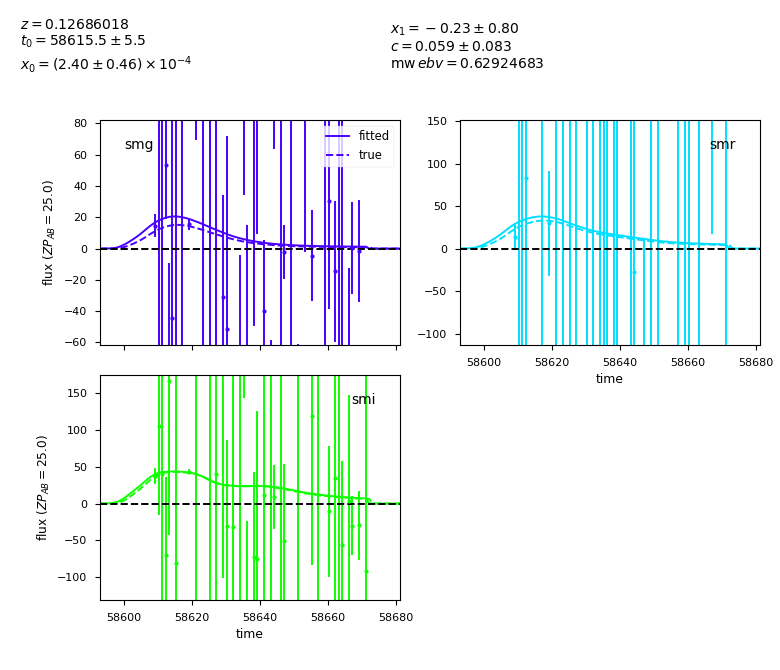 z = 0.12686018
t₀ = 58615.5 ± 5.5
x₀ = (2.40 ± 0.46) × 10⁻⁴
x₁ = −0.23 ± 0.80
c = 0.059 ± 0.083
mw ebv = 0.62924683
smg
fitted
true
80
60
40
20
0
−20
−40
−60
flux (ZP_AB = 25.0)
smr
150
100
50
0
−50
−100
58600 58620 58640 58660 58680
time
smi
150
100
50
0
−50
−100
flux (ZP_AB = 25.0)
58600 58620 58640 58660 58680
time